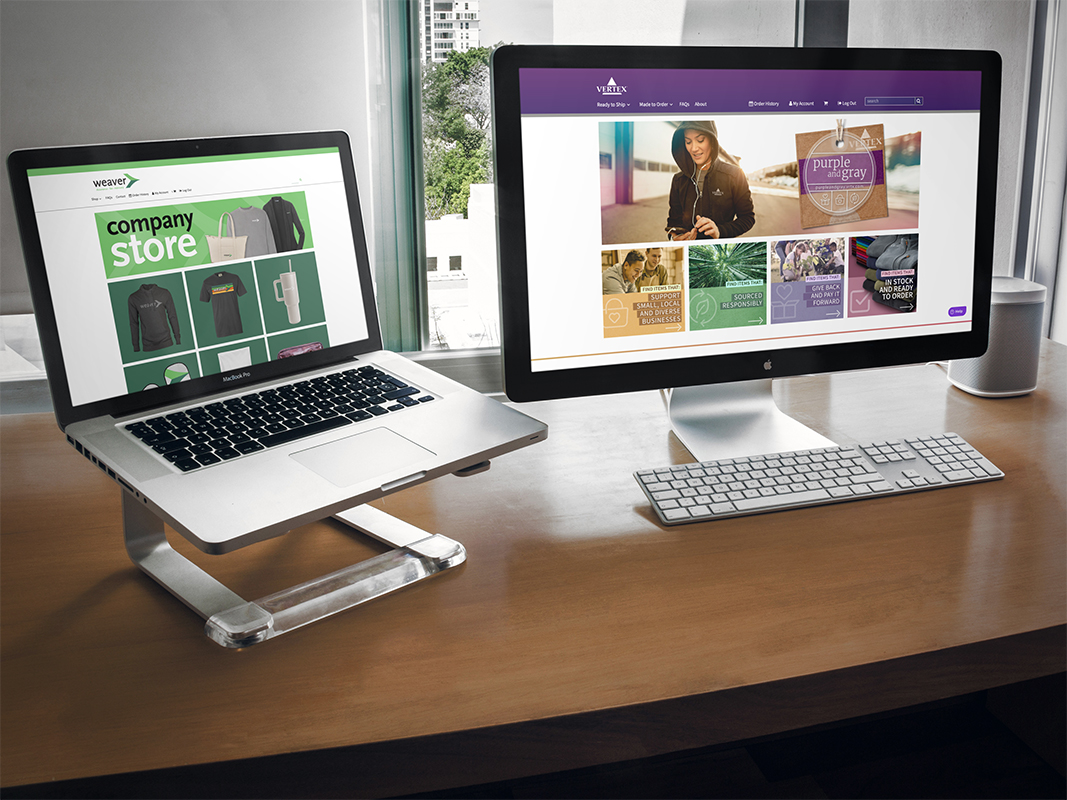 weaver
Shop
FAQs
Contact
Order History
My Account
Log Out
company
store
MacBook Pro
VERTEX
Ready to Ship
Made to Order
FAQs
About
Order History
My Account
Log Out
Search
VERTEX
purple
and
gray
FIND ITEMS THAT
SUPPORT
SMALL, LOCAL
AND DIVERSE
BUSINESSES
FIND ITEMS THAT
SOURCED
RESPONSIBLY
FIND ITEMS THAT
GIVE BACK
AND PAY IT
FORWARD
FIND ITEMS THAT
IN STOCK
AND READY
TO ORDER
Help